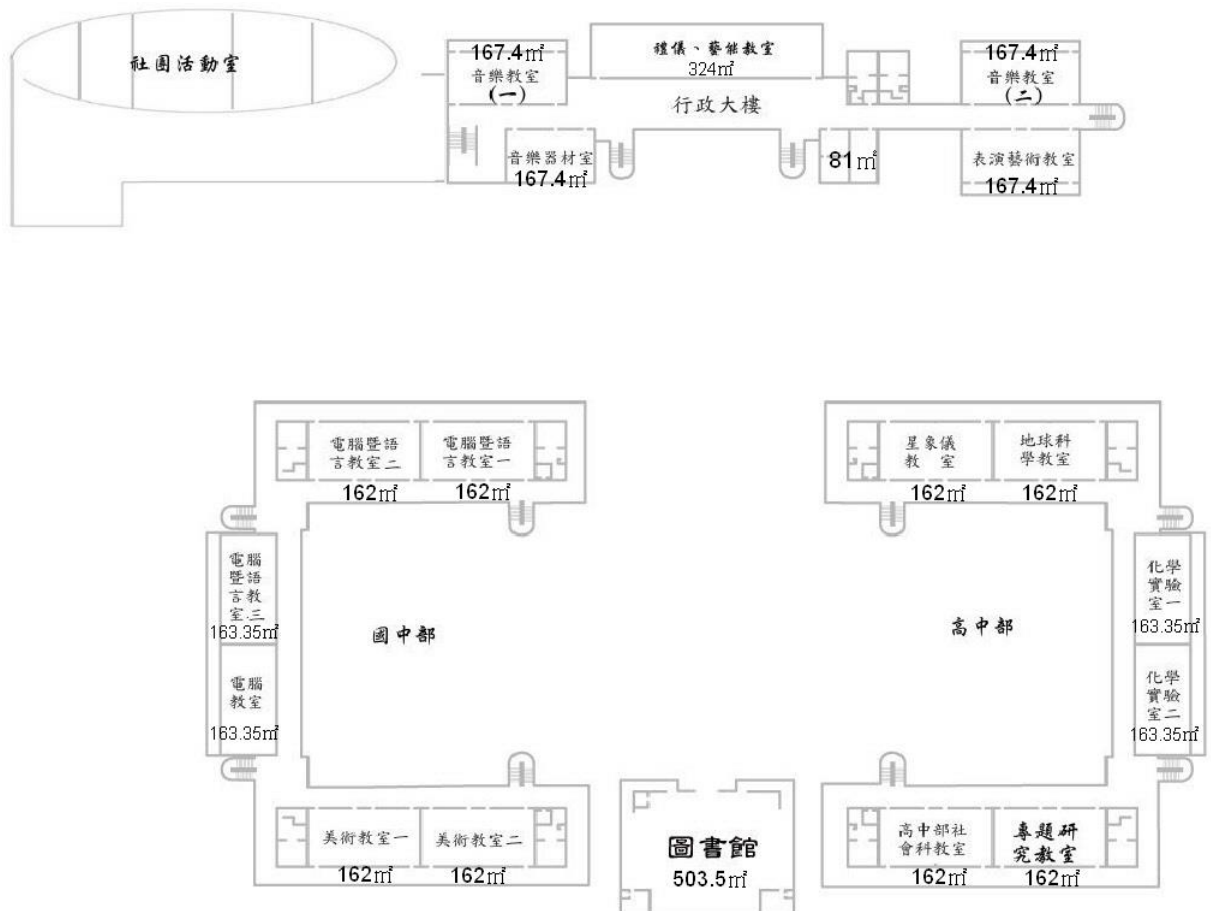 社團活動室
167.4㎡
音樂教室
(一)
禮儀、藝能教室
324㎡
行政大樓
167.4㎡
音樂教室
(二)
音樂器材室
167.4㎡
81㎡
表演藝術教室
167.4㎡
電腦暨語
言教室二
162㎡
電腦暨語
言教室一
162㎡
星象儀
教 室
162㎡
地球科
學教室
162㎡
電腦
暨語
言教
室三
163.35㎡
國中部
高中部
化學
實驗
室一
163.35㎡
電腦
教室
163.35㎡
化學
實驗
室二
163.35㎡
美術教室一
162㎡
美術教室二
162㎡
圖書館
503.5㎡
高中部社
會科教室
162㎡
專題研
究教室
162㎡